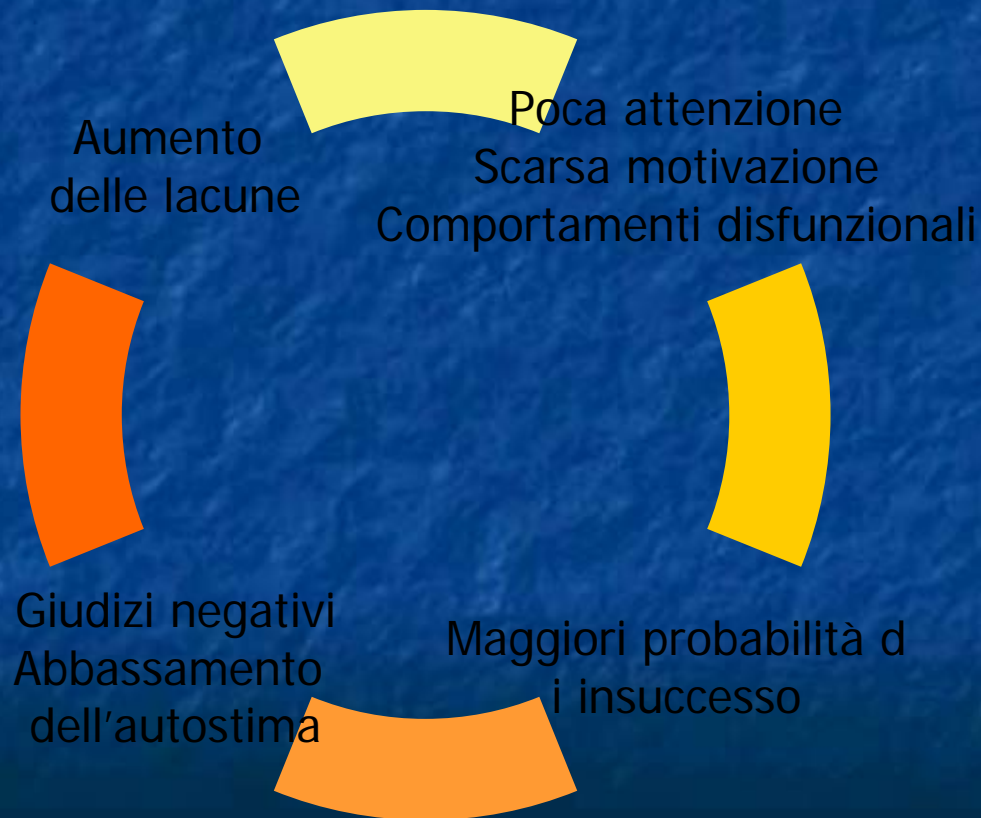 Aumento
delle lacune
Poca attenzione
Scarsa motivazione
Comportamenti disfunzionali
Maggiori probabilità d
i insuccesso
Giudizi negativi
Abbassamento
dell'autostima